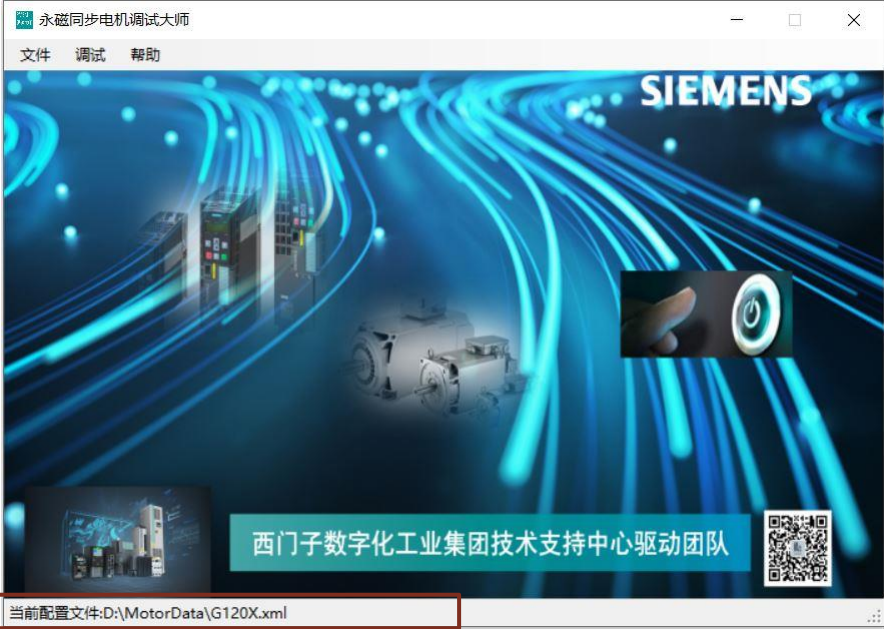 永磁同步电机调试大师
文件 调试 帮助
SIEMENS
西门子数字化工业集团技术支持中心驱动团队
当前配置文件:D:\MotorData\G120X.xml